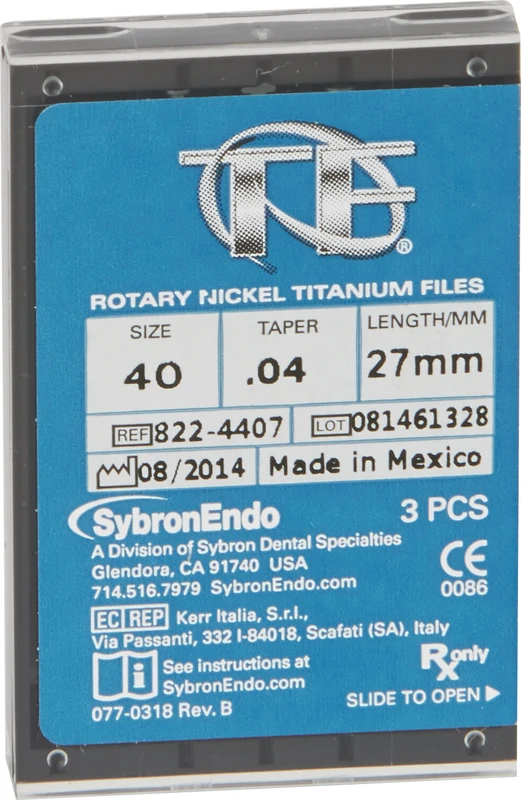 TF®
ROTARY NICKEL TITANIUM FILES
SIZE TAPER LENGTH/MM
40 .04 27mm
REF 822-4407 LOT 081461328
08/2014 Made in Mexico
SybronEndo 3 PCS
A Division of Sybron Dental Specialties
Glendora, CA 91740 USA
714.516.7979 SybronEndo.com
CE 0086
EC REP Kerr Italia, S.r.l.,
Via Passanti, 332 I-84018, Scafati (SA), Italy
i See instructions at
SybronEndo.com
Rx only
077-0318 Rev. B
SLIDE TO OPEN